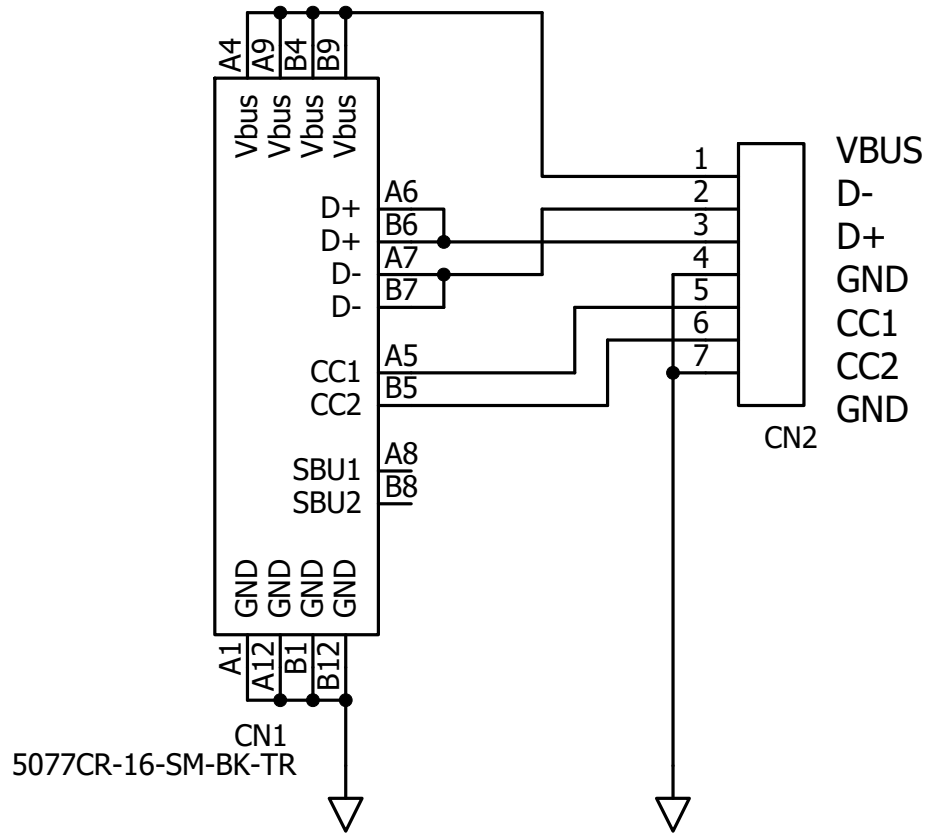 A4
A9
B4
B9
Vbus
Vbus
Vbus
Vbus
D+ A6
D+ B6
D- A7
D- B7
CC1 A5
CC2 B5
SBU1 A8
SBU2 B8
GND
GND
GND
GND
A1
A12
B1
B12
CN1
5077CR-16-SM-BK-TR
1 VBUS
2 D-
3 D+
4 GND
5 CC1
6 CC2
7 GND
CN2